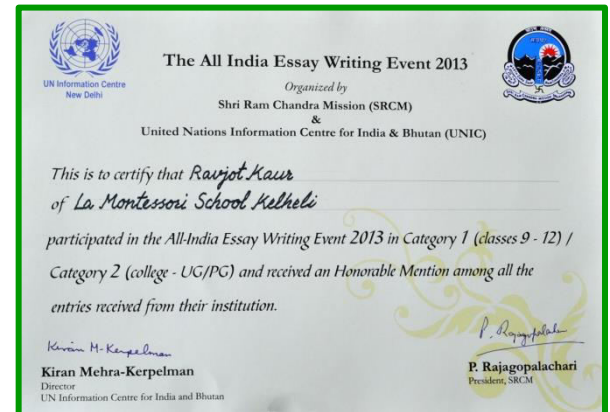 UN Information Centre
New Delhi
The All India Essay Writing Event 2013
Organized by
Shri Ram Chandra Mission (SRCM)
&
United Nations Information Centre for India & Bhutan (UNIC)
This is to certify that Ravjot Kaur
of La Montessori School Kelheli
participated in the All-India Essay Writing Event 2013 in Category 1 (classes 9 - 12) /
Category 2 (college - UG/PG) and received an Honorable Mention among all the
entries received from their institution.
Kiran M-Kerpelman
P. Rajagopalachari
Kiran Mehra-Kerpelman
Director
UN Information Centre for India and Bhutan
P. Rajagopalachari
President, SRCM